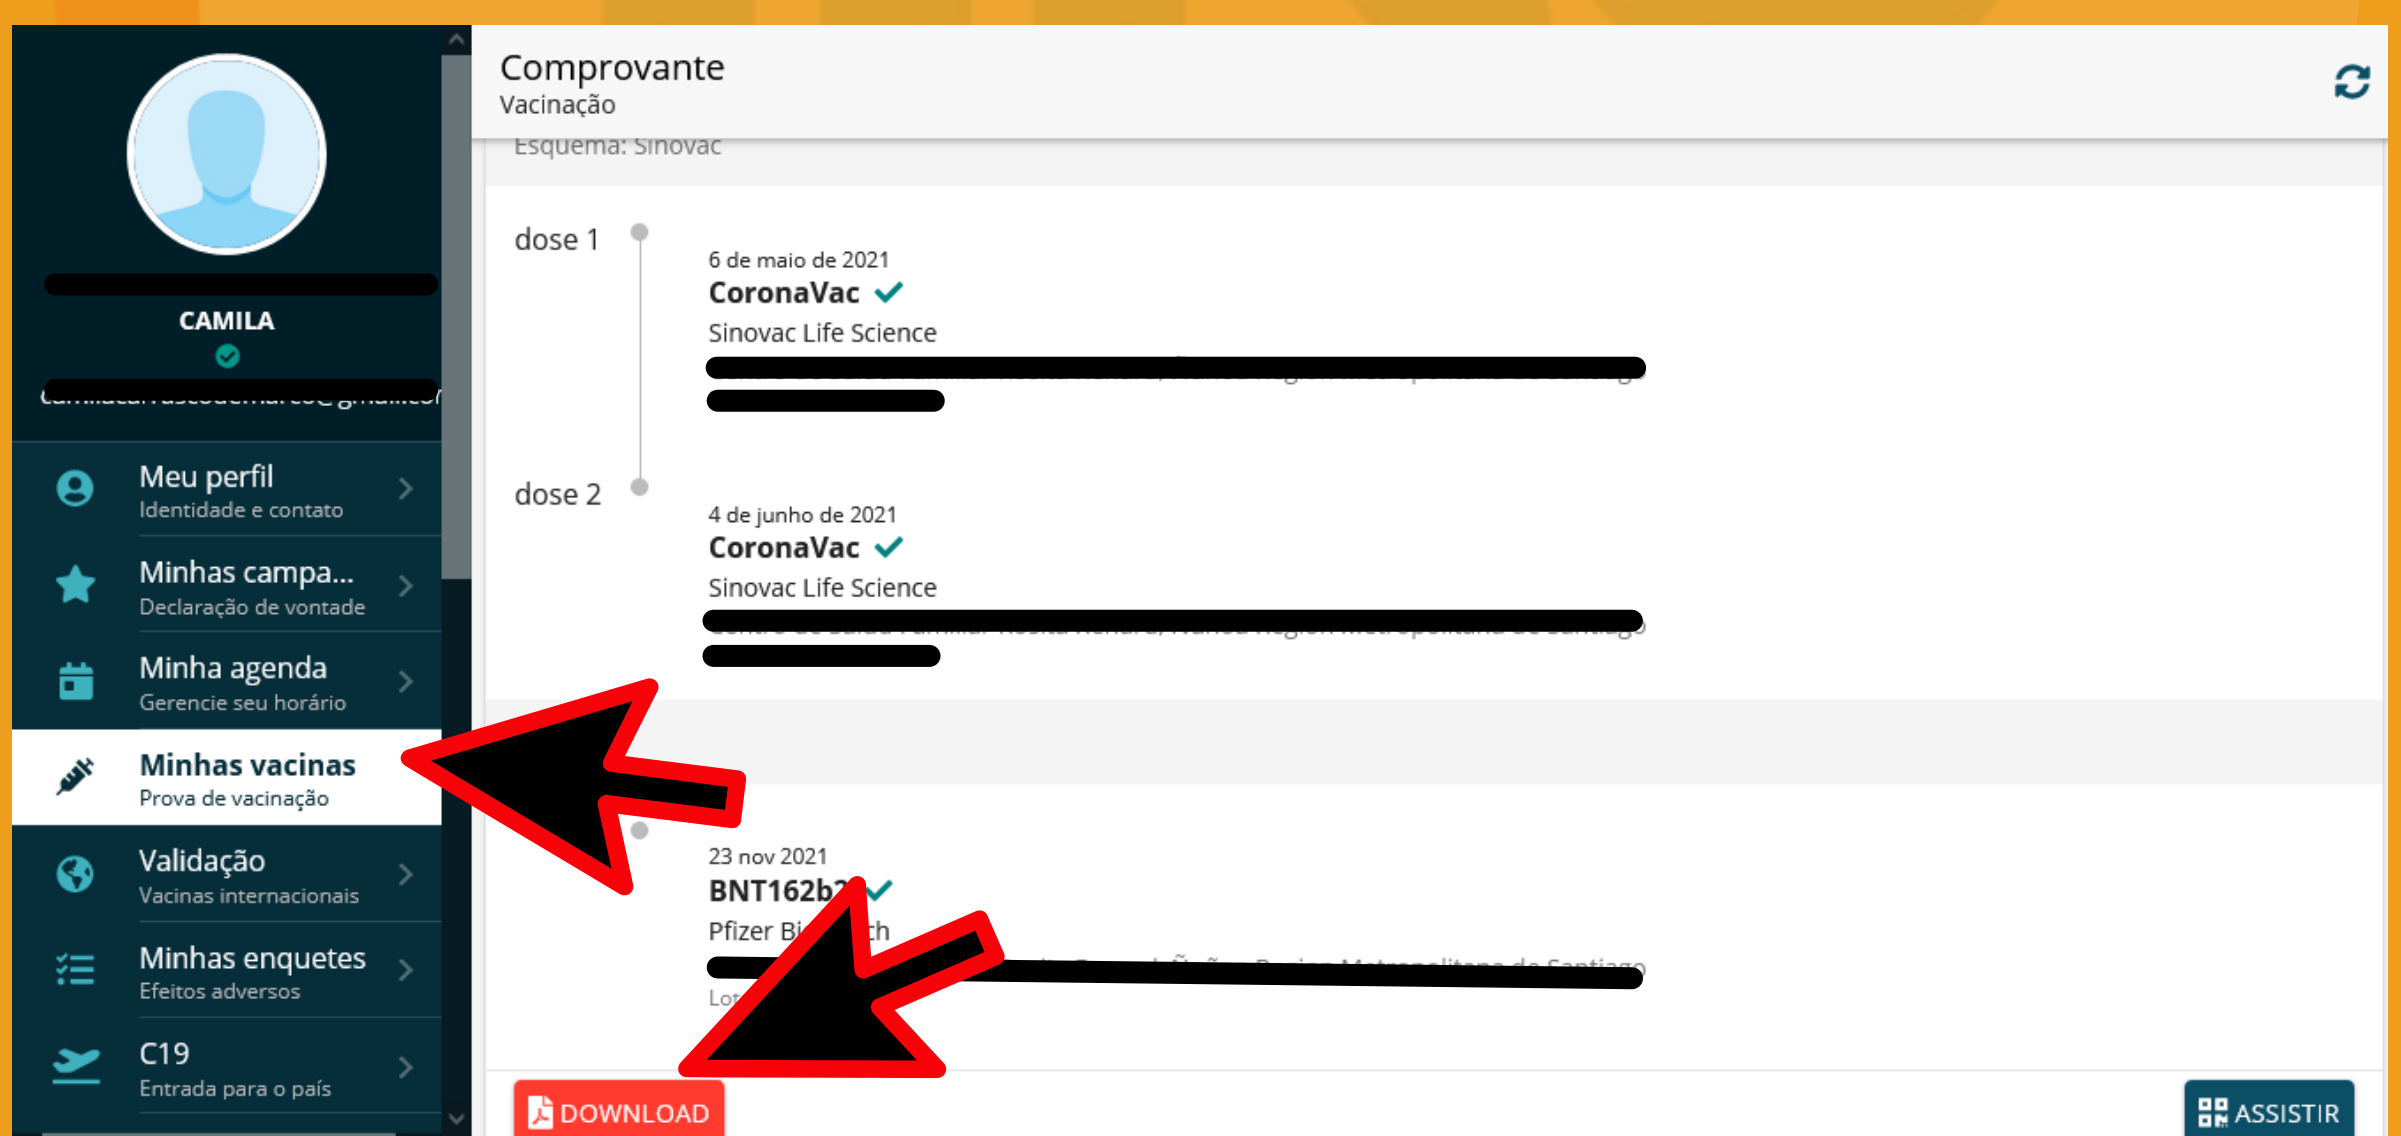 CAMILA
Meu perfil
Identidade e contato
Minhas campa...
Declaração de vontade
Minha agenda
Gerencie seu horário
Minhas vacinas
Prova de vacinação
Validação
Vacinas internacionais
Minhas enquetes
Efeitos adversos
C19
Entrada para o país
Comprovante
Vacinação
Esquema: Sinovac
dose 1
6 de maio de 2021
CoronaVac
Sinovac Life Science
dose 2
4 de junho de 2021
CoronaVac
Sinovac Life Science
23 nov 2021
Pfizer
DOWNLOAD
ASSISTIR